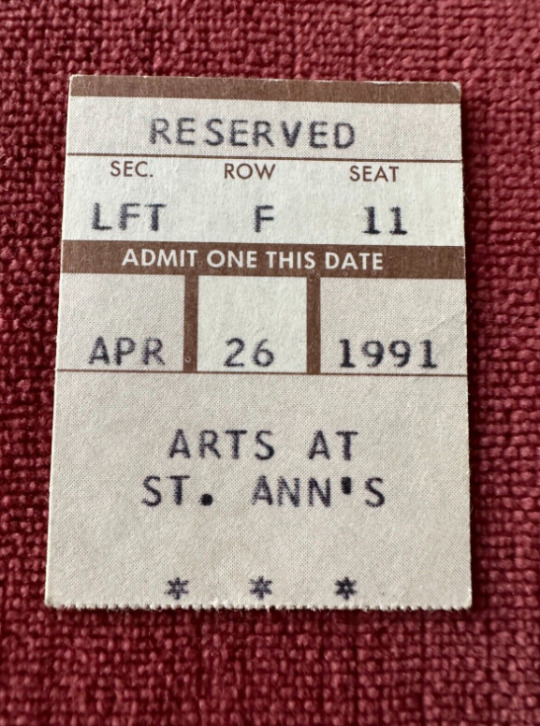 RESERVED
SEC. ROW SEAT
LFT F 11
ADMIT ONE THIS DATE
APR 26 1991
ARTS AT
ST. ANN'S
* * *